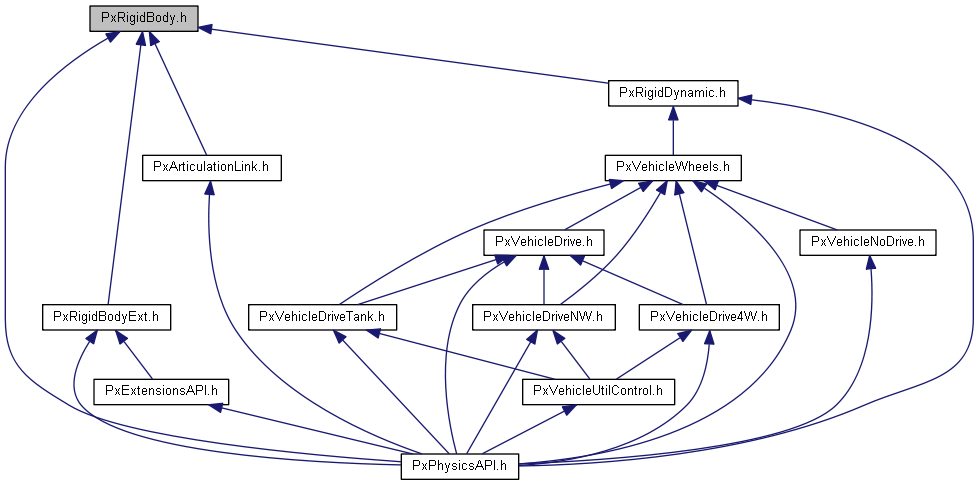 PxRigidBody.h
PxRigidDynamic.h
PxArticulationLink.h
PxVehicleWheels.h
PxVehicleDrive.h
PxVehicleNoDrive.h
PxRigidBodyExt.h
PxVehicleDriveTank.h
PxVehicleDriveNW.h
PxVehicleDrive4W.h
PxExtensionsAPI.h
PxVehicleUtilControl.h
PxPhysicsAPI.h